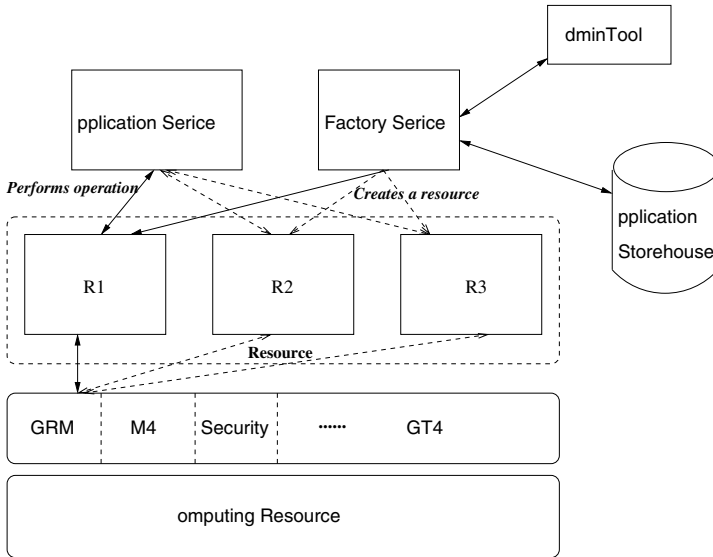 dminTool
pplication Serice
Factory Serice
Performs operation
Creates a resource
pplication
Storehouse
R1
R2
R3
Resource
GRM
M4
Security
......
GT4
omputing Resource